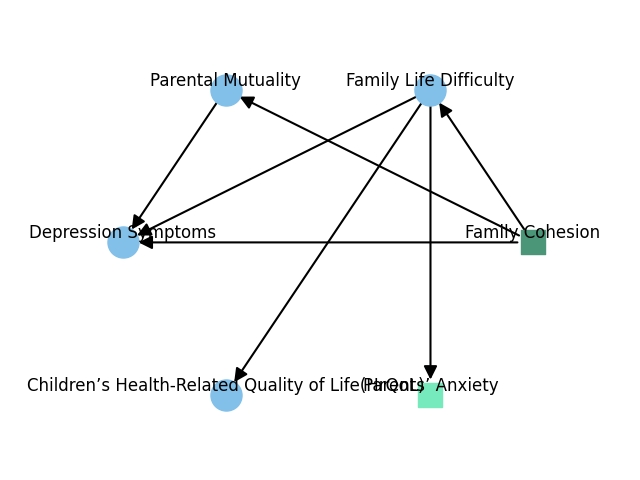 Parental Mutuality
Family Life Difficulty
Depression Symptoms
Family Cohesion
Children’s Health-Related Quality of Life (HrQoL)
Parents’ Anxiety